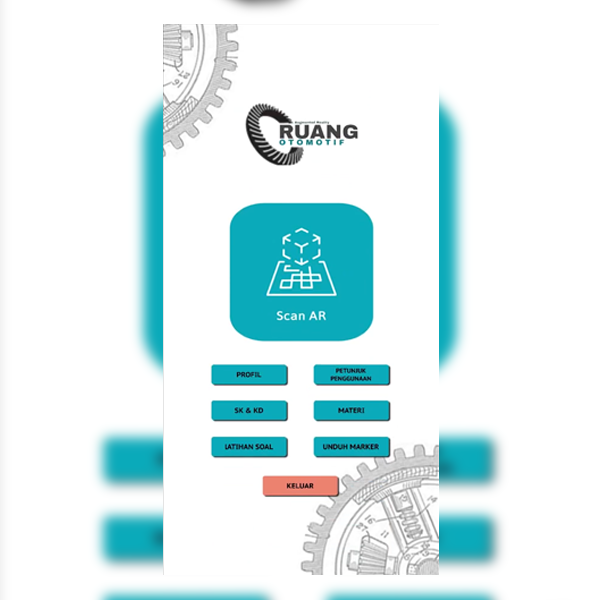 Augmented Reality
RUANG
OTOMOTIF
Scan AR
PROFIL
PETUNJUK
PENGGUNAAN
SK & KD
MATERI
LATIHAN SOAL
UNDUH MARKER
KELUAR